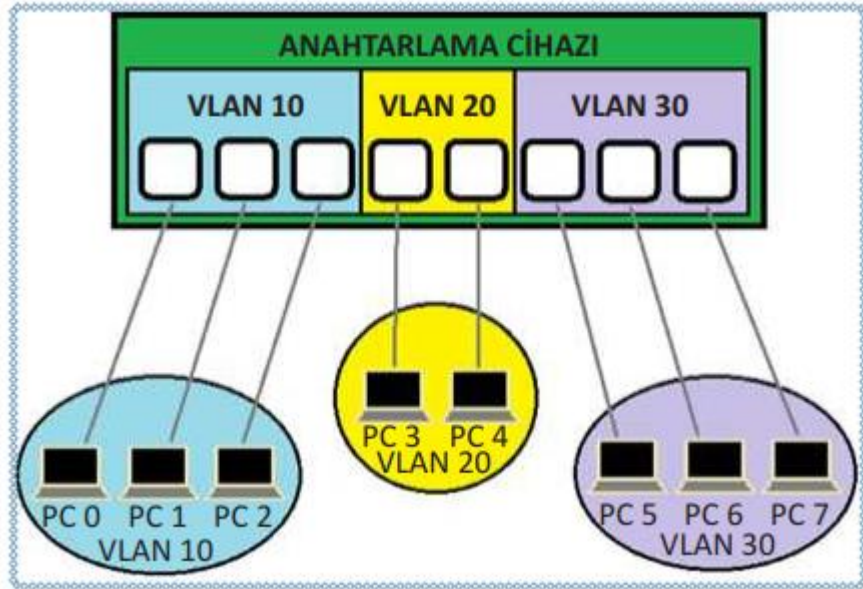 ANAHTARLAMA CİHAZI
VLAN 10 VLAN 20 VLAN 30
PC 3 PC 4
VLAN 20
PC 0 PC 1 PC 2
VLAN 10
PC 5 PC 6 PC 7
VLAN 30